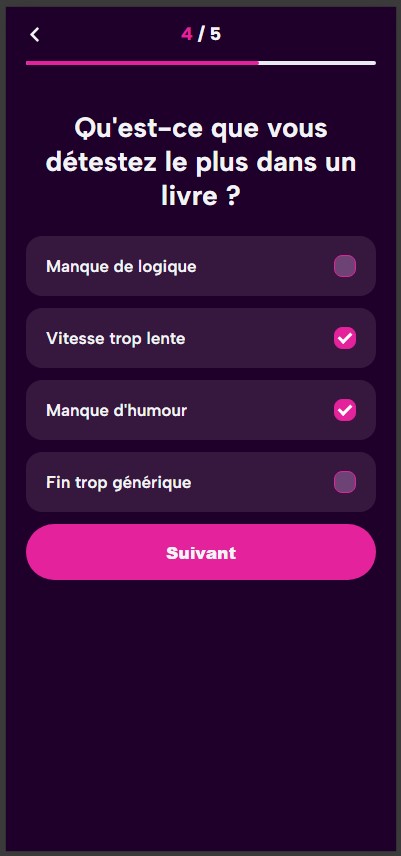 4 / 5
Qu'est-ce que vous
détestez le plus dans un
livre ?
Manque de logique
Vitesse trop lente
Manque d'humour
Fin trop générique
Suivant